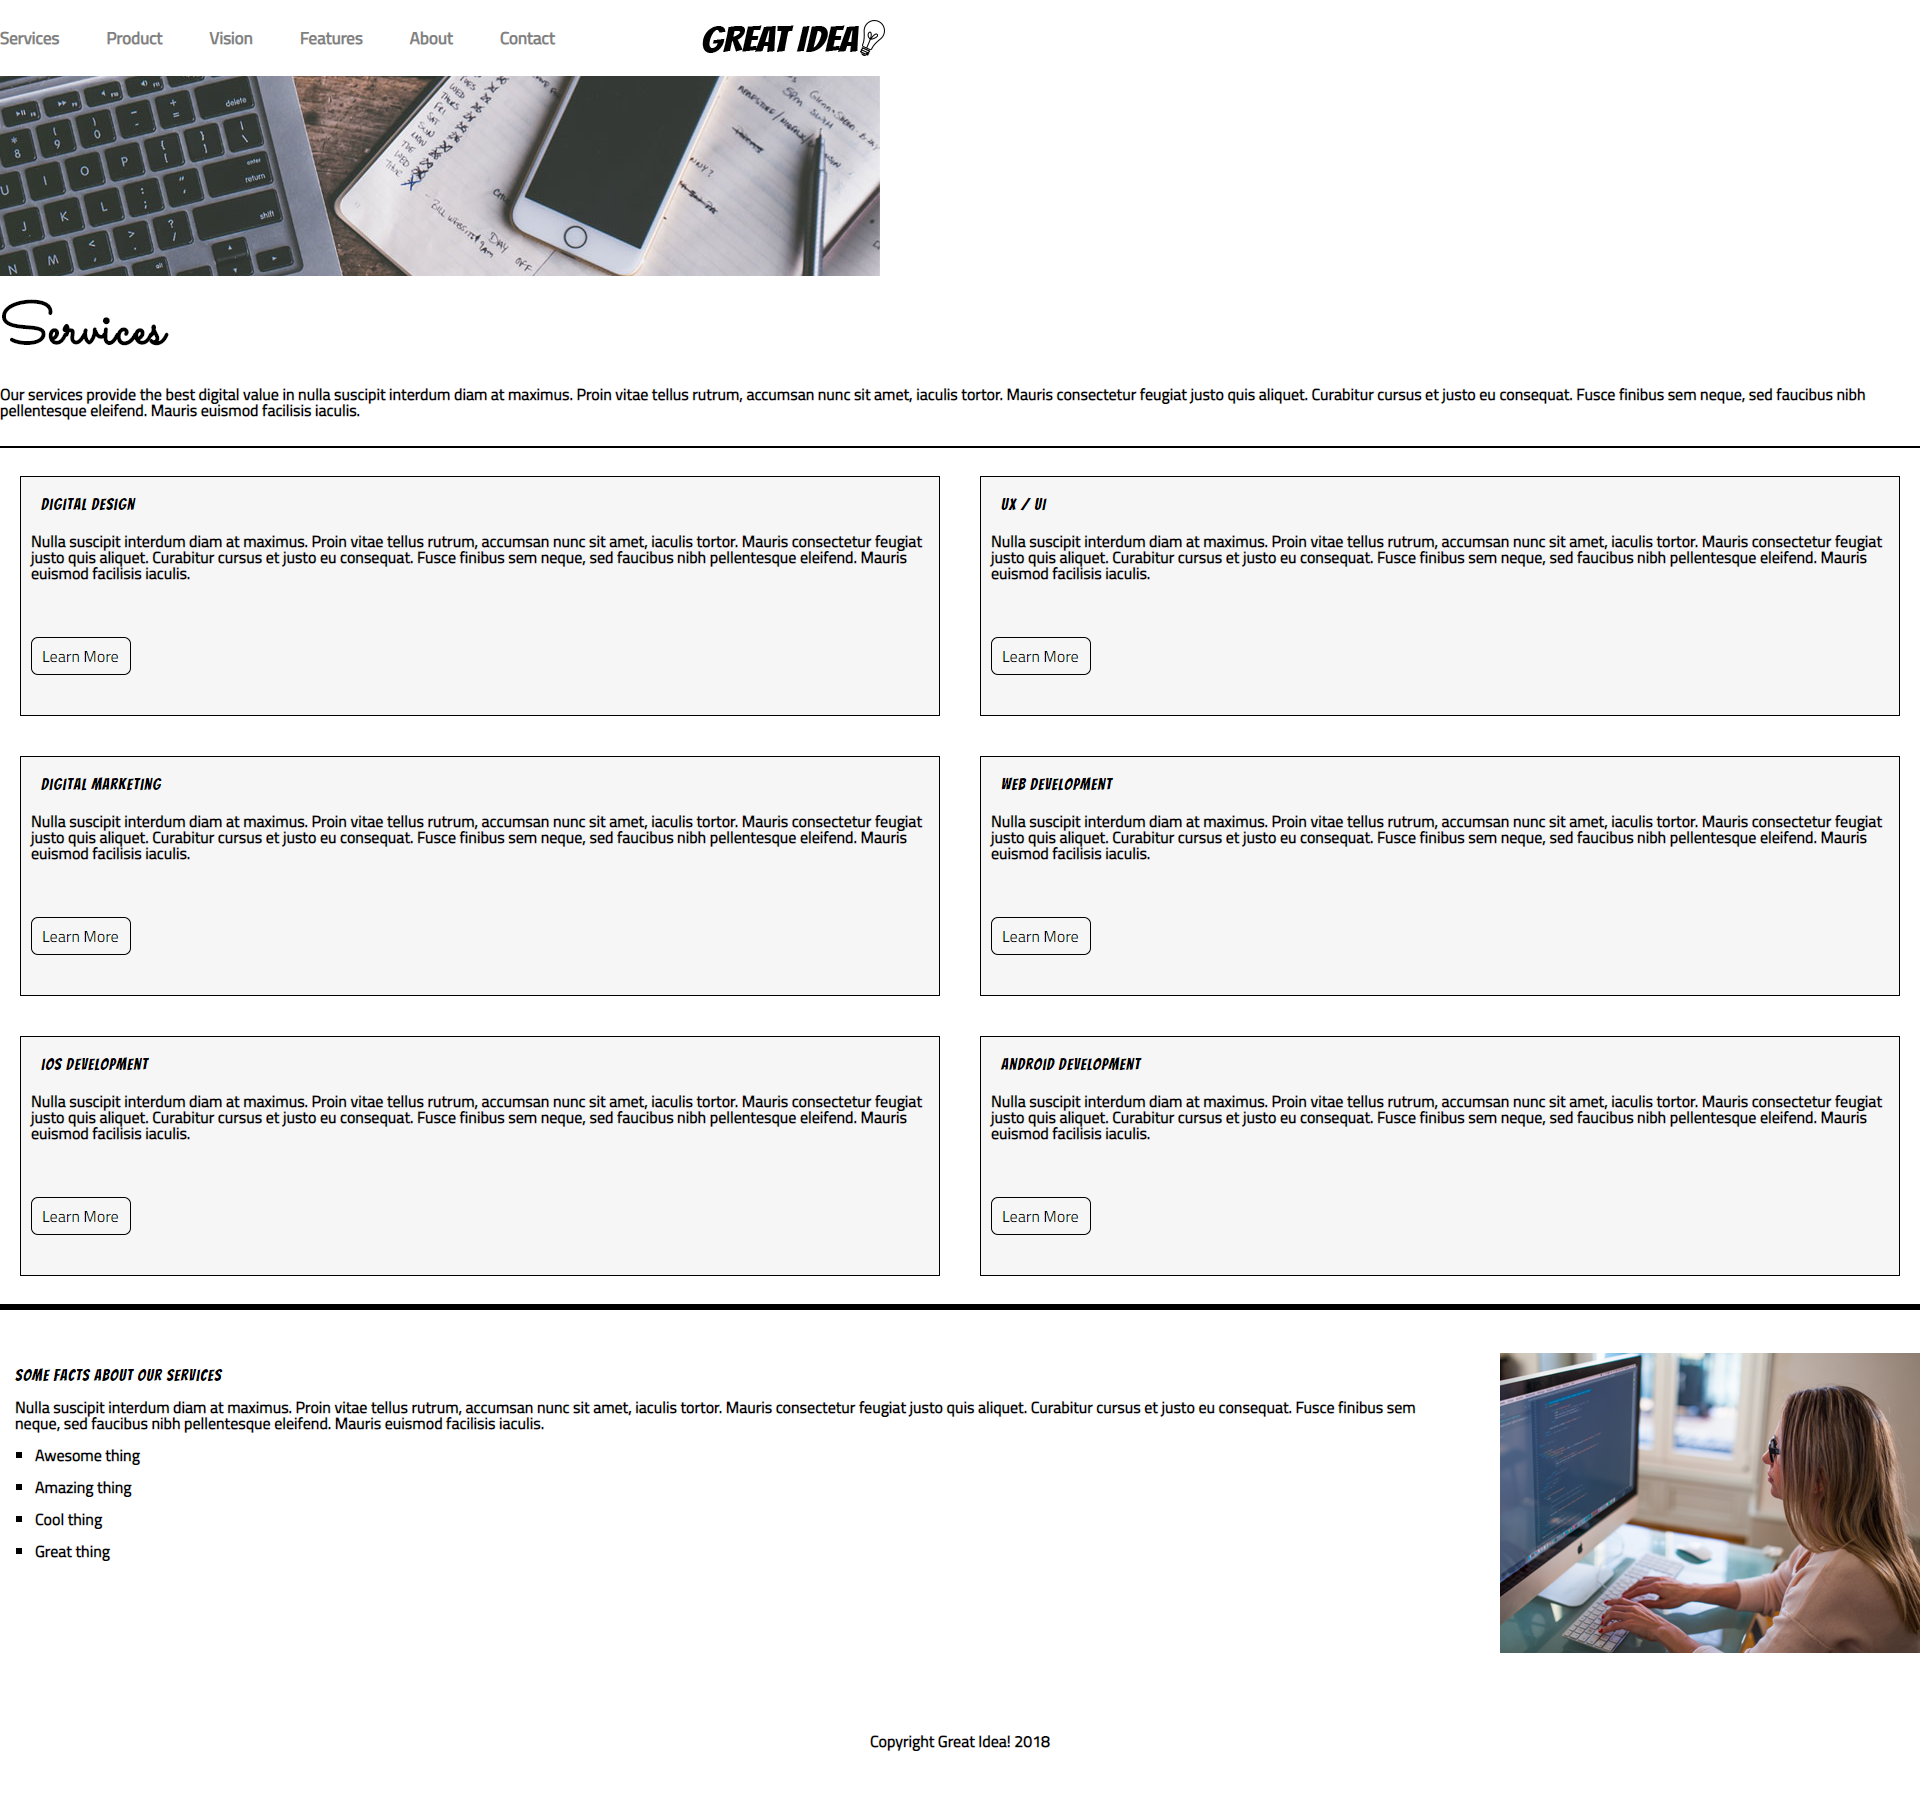 Services Product Vision Features About Contact GREAT IDEA
delete
enter
return
shift
Services
Our services provide the best digital value in nulla suscipit interdum diam at maximus. Proin vitae tellus rutrum, accumsan nunc sit amet, iaculis tortor. Mauris consectetur feugiat justo quis aliquet. Curabitur cursus et justo eu consequat. Fusce finibus sem neque, sed faucibus nibh
pellentesque eleifend. Mauris euismod facilisis iaculis.
DIGITAL DESIGN
Nulla suscipit interdum diam at maximus. Proin vitae tellus rutrum, accumsan nunc sit amet, iaculis tortor. Mauris consectetur feugiat
justo quis aliquet. Curabitur cursus et justo eu consequat. Fusce finibus sem neque, sed faucibus nibh pellentesque eleifend. Mauris
euismod facilisis iaculis.
Learn More
UX / UI
Nulla suscipit interdum diam at maximus. Proin vitae tellus rutrum, accumsan nunc sit amet, iaculis tortor. Mauris consectetur feugiat
justo quis aliquet. Curabitur cursus et justo eu consequat. Fusce finibus sem neque, sed faucibus nibh pellentesque eleifend. Mauris
euismod facilisis iaculis.
Learn More
DIGITAL MARKETING
Nulla suscipit interdum diam at maximus. Proin vitae tellus rutrum, accumsan nunc sit amet, iaculis tortor. Mauris consectetur feugiat
justo quis aliquet. Curabitur cursus et justo eu consequat. Fusce finibus sem neque, sed faucibus nibh pellentesque eleifend. Mauris
euismod facilisis iaculis.
Learn More
WEB DEVELOPMENT
Nulla suscipit interdum diam at maximus. Proin vitae tellus rutrum, accumsan nunc sit amet, iaculis tortor. Mauris consectetur feugiat
justo quis aliquet. Curabitur cursus et justo eu consequat. Fusce finibus sem neque, sed faucibus nibh pellentesque eleifend. Mauris
euismod facilisis iaculis.
Learn More
IOS DEVELOPMENT
Nulla suscipit interdum diam at maximus. Proin vitae tellus rutrum, accumsan nunc sit amet, iaculis tortor. Mauris consectetur feugiat
justo quis aliquet. Curabitur cursus et justo eu consequat. Fusce finibus sem neque, sed faucibus nibh pellentesque eleifend. Mauris
euismod facilisis iaculis.
Learn More
ANDROID DEVELOPMENT
Nulla suscipit interdum diam at maximus. Proin vitae tellus rutrum, accumsan nunc sit amet, iaculis tortor. Mauris consectetur feugiat
justo quis aliquet. Curabitur cursus et justo eu consequat. Fusce finibus sem neque, sed faucibus nibh pellentesque eleifend. Mauris
euismod facilisis iaculis.
Learn More
SOME FACTS ABOUT OUR SERVICES
Nulla suscipit interdum diam at maximus. Proin vitae tellus rutrum, accumsan nunc sit amet, iaculis tortor. Mauris consectetur feugiat justo quis aliquet. Curabitur cursus et justo eu consequat. Fusce finibus sem
neque, sed faucibus nibh pellentesque eleifend. Mauris euismod facilisis iaculis.
Awesome thing
Amazing thing
Cool thing
Great thing
Copyright Great Idea! 2018